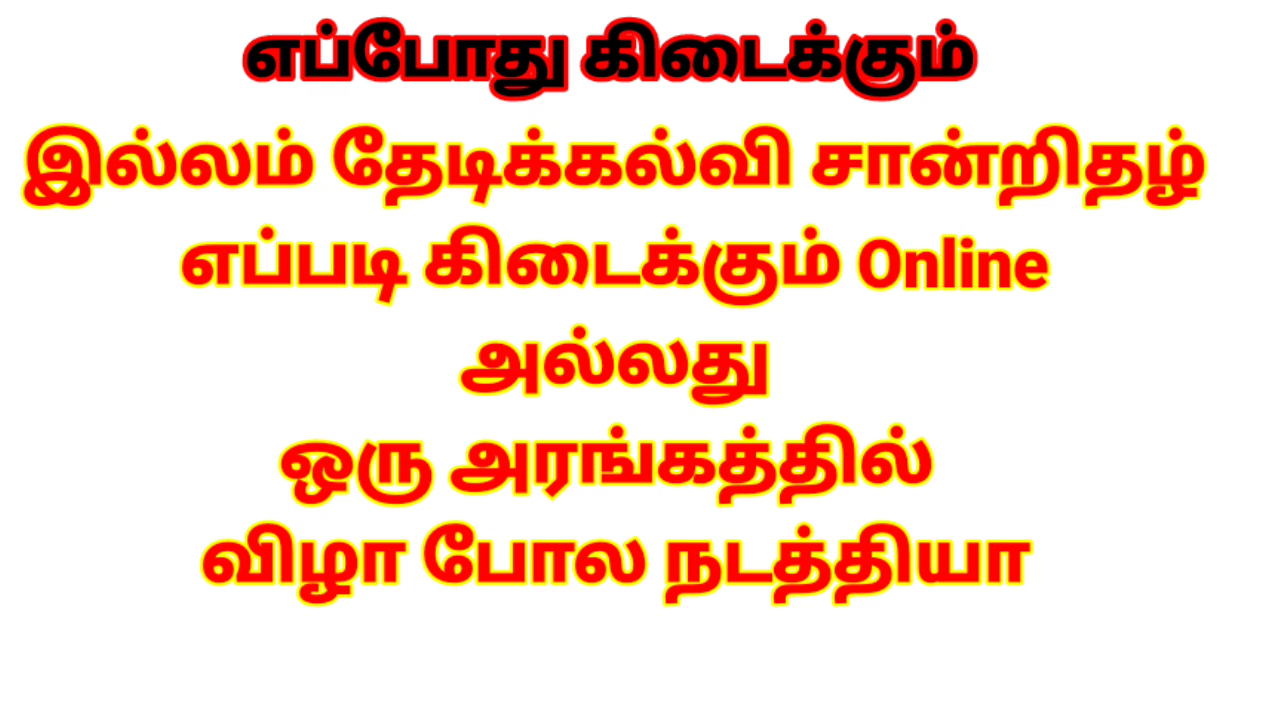 எப்போது கிடைக்கும்
இல்லம் தேடிக்கல்வி சான்றிதழ்
எப்படி கிடைக்கும் Online
அல்லது
ஒரு அரங்கத்தில்
விழா போல நடத்தியா